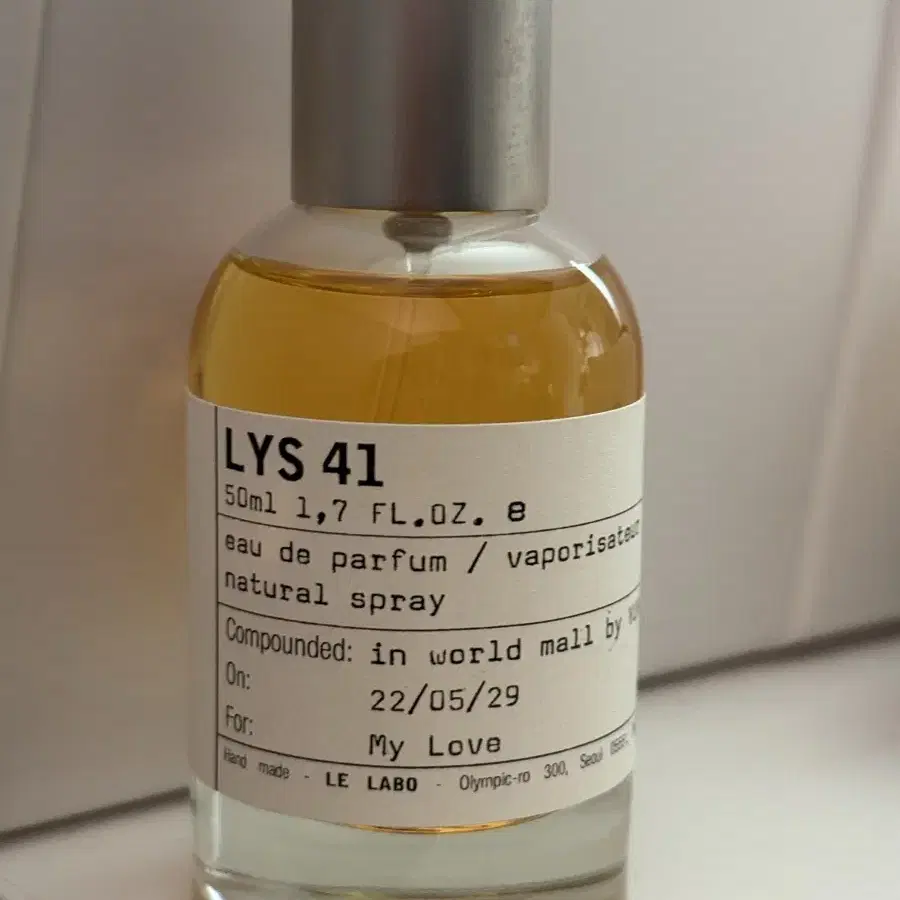 LYS 41
50ml 1,7 FL.OZ. e
eau de parfum / vaporisateur
natural spray
Compounded: in world mall by
On: 22/05/29
For: My Love
Hand made - LE LABO - Olympic-ro 300, Seoul